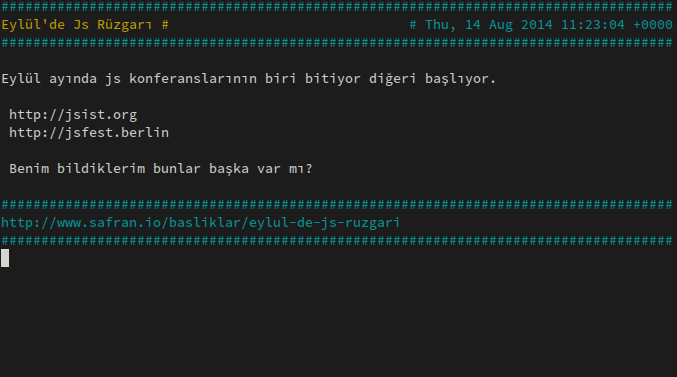 ####################################################################################
Eylül'de Js Rüzgarı # # Thu, 14 Aug 2014 11:23:04 +0000
####################################################################################
Eylül ayında js konferanslarının biri bitiyor diğeri başlıyor.
http://jsist.org
http://jsfest.berlin
Benim bildiklerim bunlar başka var mı?
####################################################################################
http://www.safran.io/basliklar/eylul-de-js-ruzgari
####################################################################################